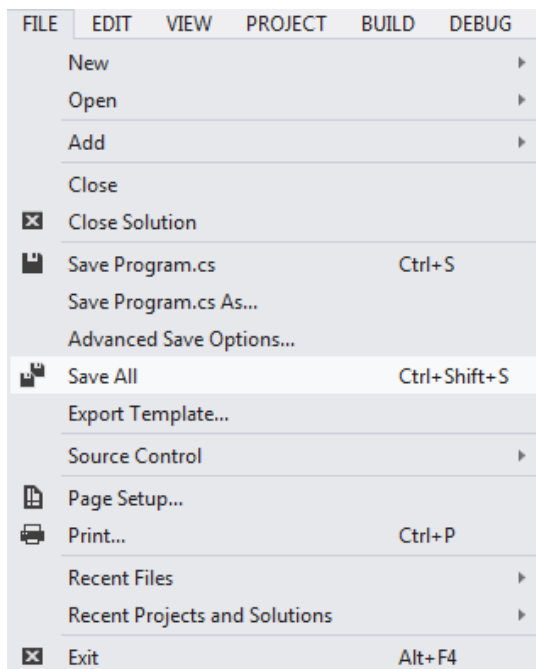 FILE EDIT VIEW PROJECT BUILD DEBUG
New
Open
Add
Close
Close Solution
Save Program.cs Ctrl+S
Save Program.cs As...
Advanced Save Options...
Save All Ctrl+Shift+S
Export Template...
Source Control
Page Setup...
Print... Ctrl+P
Recent Files
Recent Projects and Solutions
Exit Alt+F4